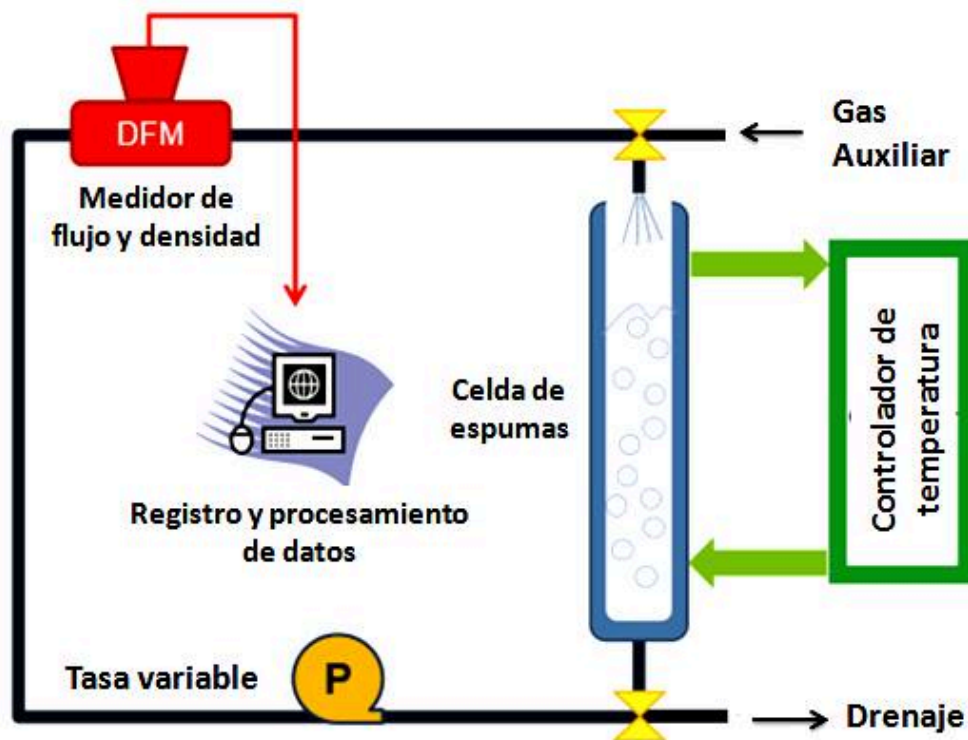 DFM
Medidor de
flujo y densidad
Gas
Auxiliar
Controlador de
temperatura
Celda de
espumas
Registro y procesamiento
de datos
Tasa variable
P
Drenaje